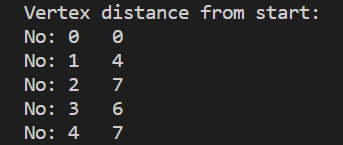 Vertex distance from start:
No: 0   0
No: 1   4
No: 2   7
No: 3   6
No: 4   7